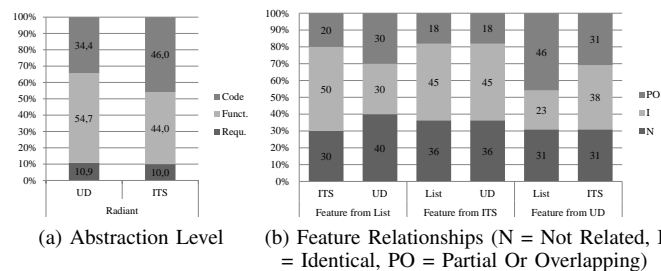 100%
90%
80%
70%
60%
50%
40%
30%
20%
10%
0%
34,4
46,0
54,7
44,0
10,9
10,0
UD
ITS
Radiant
Code
Funct.
Requ.
(a) Abstraction Level
100%
90%
80%
70%
60%
50%
40%
30%
20%
10%
0%
20
30
18
18
46
31
50
30
45
45
23
38
30
40
36
36
31
31
ITS
UD
List
UD
List
ITS
Feature from List
Feature from ITS
Feature from UD
PO
I
N
(b) Feature Relationships (N = Not Related, I
= Identical, PO = Partial Or Overlapping)